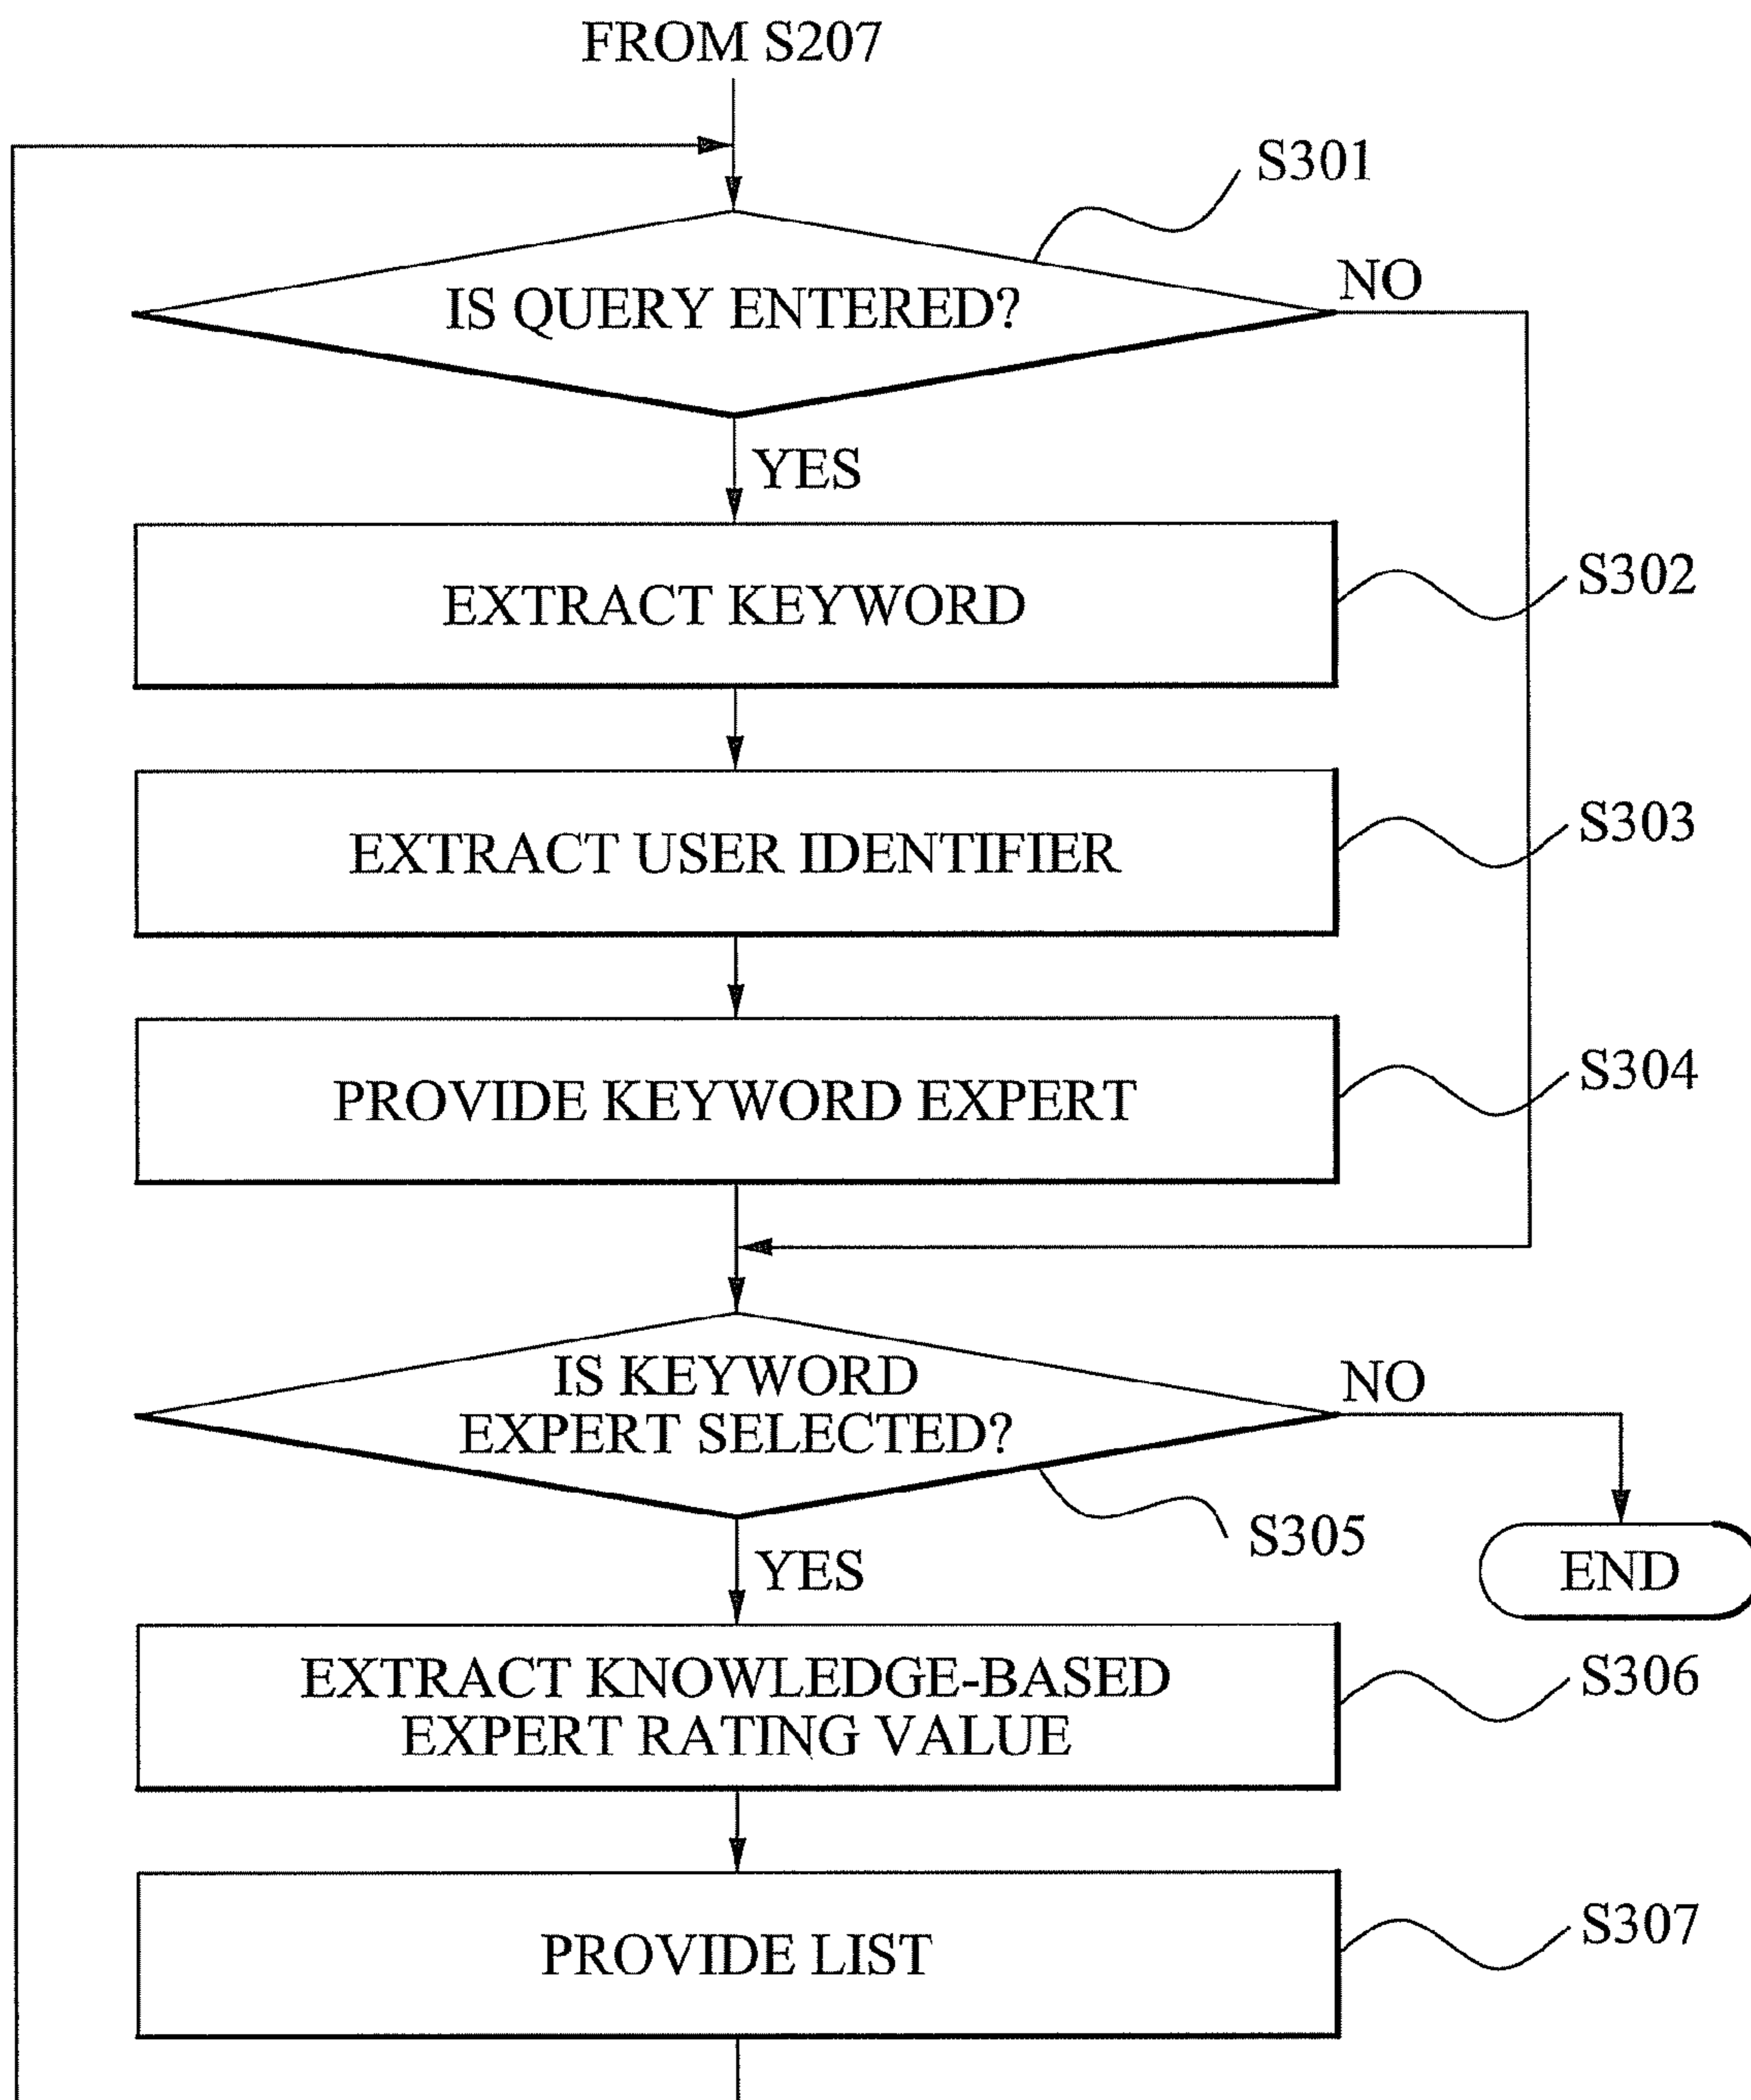 FROM S207
S301
IS QUERY ENTERED?
NO
YES
EXTRACT KEYWORD
S302
EXTRACT USER IDENTIFIER
S303
PROVIDE KEYWORD EXPERT
S304
IS KEYWORD
EXPERT SELECTED?
NO
S305
YES
END
EXTRACT KNOWLEDGE-BASED
EXPERT RATING VALUE
S306
PROVIDE LIST
S307